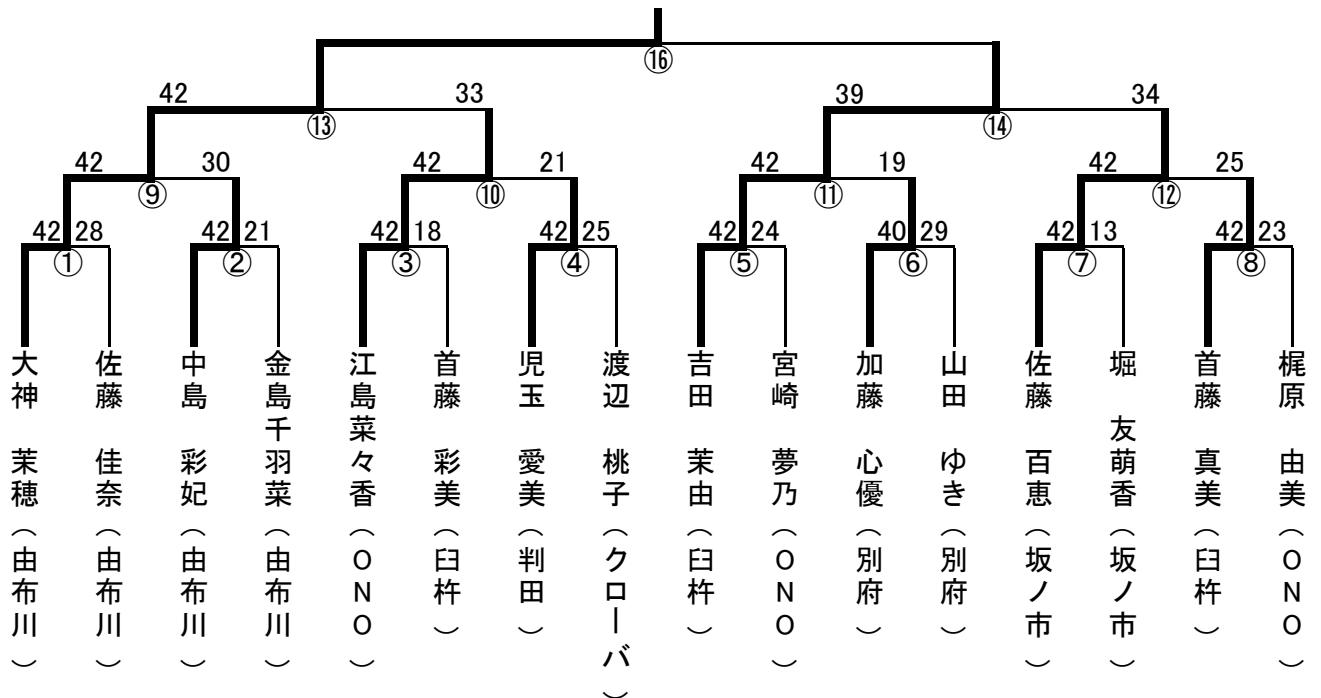 ⑯
42 33 39 34
⑬ ⑭
42 30 42 21 42 19 42 25
⑨ ⑩ ⑪ ⑫
42 28 42 21 42 18 42 25 42 24 40 29 42 13 42 23
① ② ③ ④ ⑤ ⑥ ⑦ ⑧
大神 茉穂(由布川)
佐藤 佳奈(由布川)
中島 彩妃(由布川)
金島千羽菜(由布川)
江島菜々香(ONO)
首藤 彩美(臼杵)
児玉 愛美(判田)
渡辺 桃子(クローバ)
吉田 茉由(臼杵)
宮崎 夢乃(ONO)
加藤 心優(別府)
山田 ゆき(別府)
佐藤 百恵(坂ノ市)
堀 友萌香(坂ノ市)
首藤 真美(臼杵)
梶原 由美(ONO)